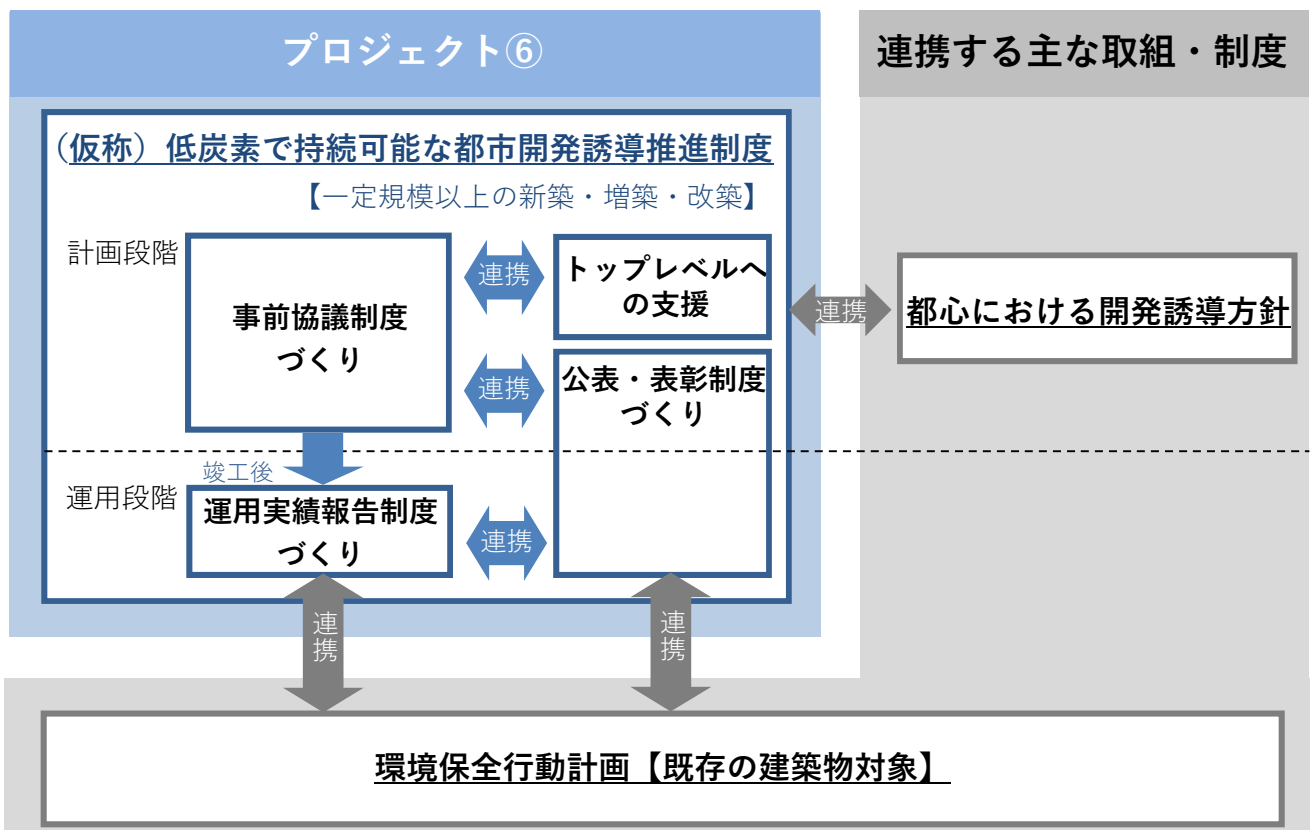 プロジェクト⑥
連携する主な取組・制度
（仮称）低炭素で持続可能な都市開発誘導推進制度
【一定規模以上の新築・増築・改築】
計画段階
事前協議制度
づくり
連携
トップレベルへ
の支援
連携
都心における開発誘導方針
連携
公表・表彰制度
づくり
竣工後
運用段階
運用実績報告制度
づくり
連携
連携
連携
環境保全行動計画【既存の建築物対象】